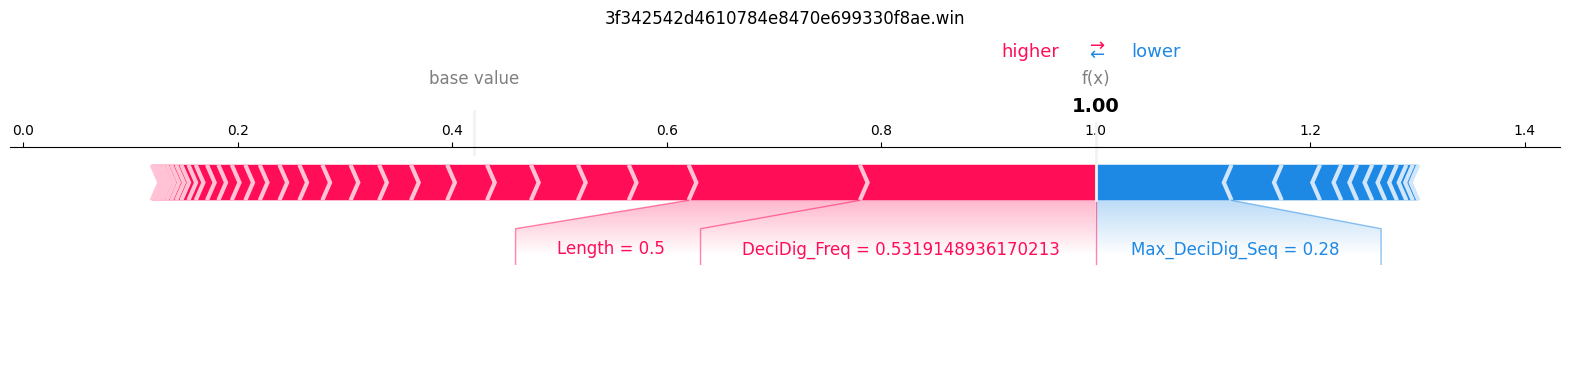 3f342542d4610784e8470e699330f8ae.win
higher ⇄ lower
base value f(x)
1.00
0.0 0.2 0.4 0.6 0.8 1.0 1.2 1.4
Length = 0.5 DeciDig_Freq = 0.5319148936170213 Max_DeciDig_Seq = 0.28